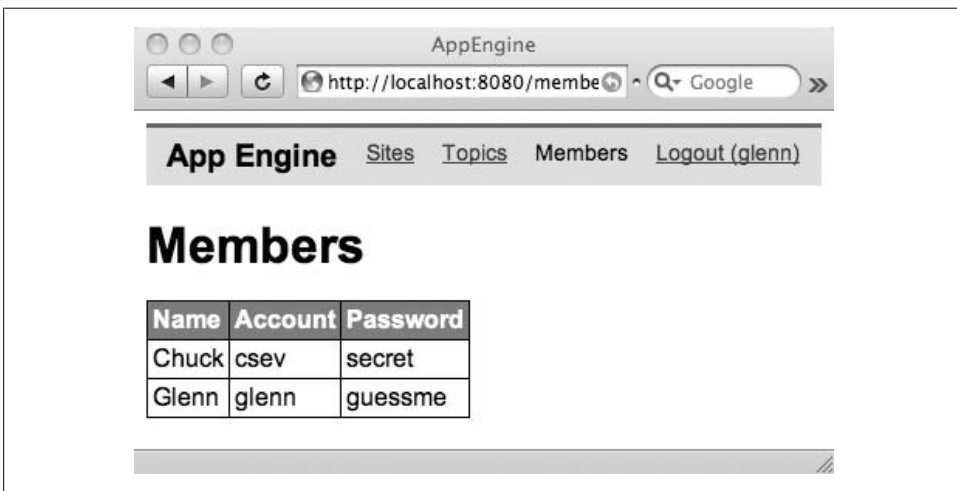 AppEngine
http://localhost:8080/membe
Google
App Engine Sites Topics Members Logout (glenn)
Members
Name Account Password
Chuck csev secret
Glenn glenn guessme